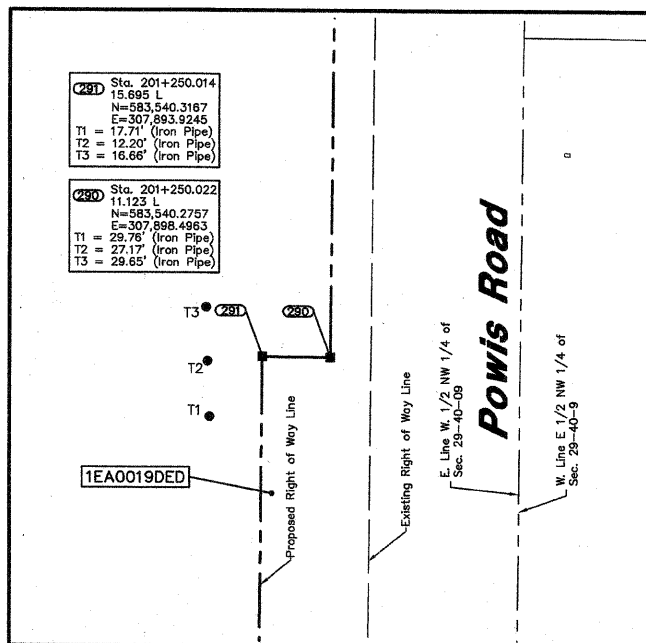 291 Sta. 201+250.014
15.695 L
N=583,540.3167
E=307,893.9245
T1 = 17.71' (Iron Pipe)
T2 = 12.20' (Iron Pipe)
T3 = 16.66' (Iron Pipe)
290 Sta. 201+250.022
11.123 L
N=583,540.2757
E=307,898.4963
T1 = 29.76' (Iron Pipe)
T2 = 27.17' (Iron Pipe)
T3 = 29.65' (Iron Pipe)
T3
291
290
T2
T1
1EA0019DED
Proposed Right of Way Line
Existing Right of Way Line
E. Line W. 1/2 NW 1/4 of
Sec. 29-40-09
Powis Road
W. Line E 1/2 NW 1/4 of
Sec. 29-40-9